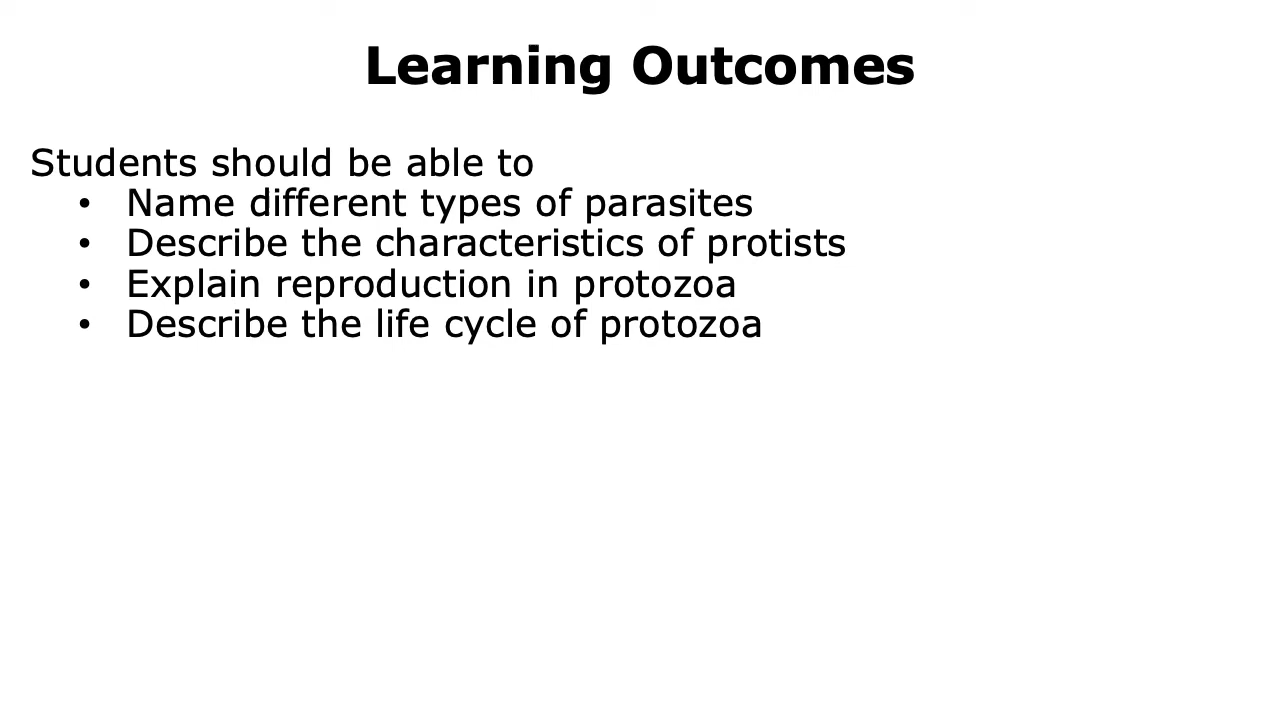 Learning Outcomes
Students should be able to
• Name different types of parasites
• Describe the characteristics of protists
• Explain reproduction in protozoa
• Describe the life cycle of protozoa